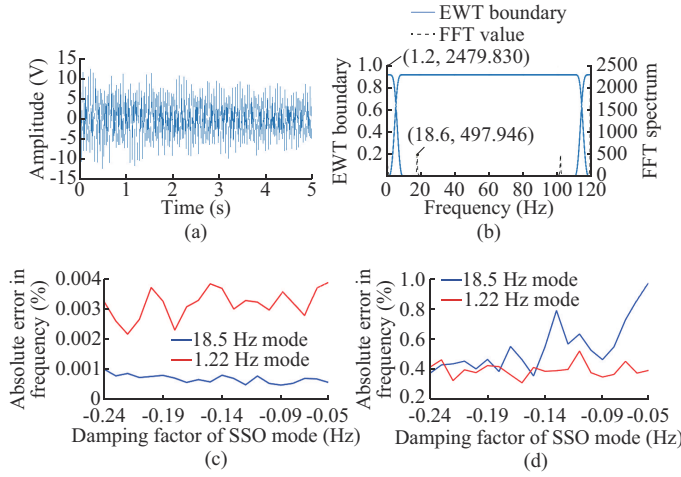 EWT boundary
FFT value
(1.2, 2479.830)
(18.6, 497.946)
Amplitude (V)
15
10
5
0
-5
-10
-15
0 1 2 3 4 5
Time (s)
(a)
EWT boundary
1.0
0.8
0.6
0.4
0.2
FFT spectrum
2500
2000
1500
1000
500
0
0 20 40 60 80 100 120
Frequency (Hz)
(b)
Absolute error in
frequency (%)
0.004
0.003
0.002
0.001
0
18.5 Hz mode
1.22 Hz mode
-0.24 -0.19 -0.14 -0.09 -0.05
Damping factor of SSO mode (Hz)
(c)
Absolute error in
frequency (%)
1.0
0.8
0.6
0.4
0.2
18.5 Hz mode
1.22 Hz mode
-0.24 -0.19 -0.14 -0.09 -0.05
Damping factor of SSO mode (Hz)
(d)